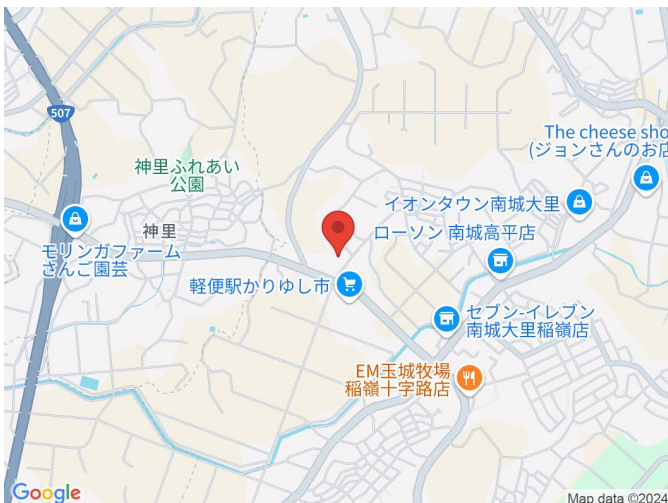 507
The cheese sho
(ジョンさんのお店
神里ふれあい
公園
イオンタウン南城大里
神里
ローソン 南城高平店
モリンガファーム
さんご園芸
軽便駅かりゆし市
セブン-イレブン
南城大里稲嶺店
EM玉城牧場
稲嶺十字路店
Google
Map data ©2024